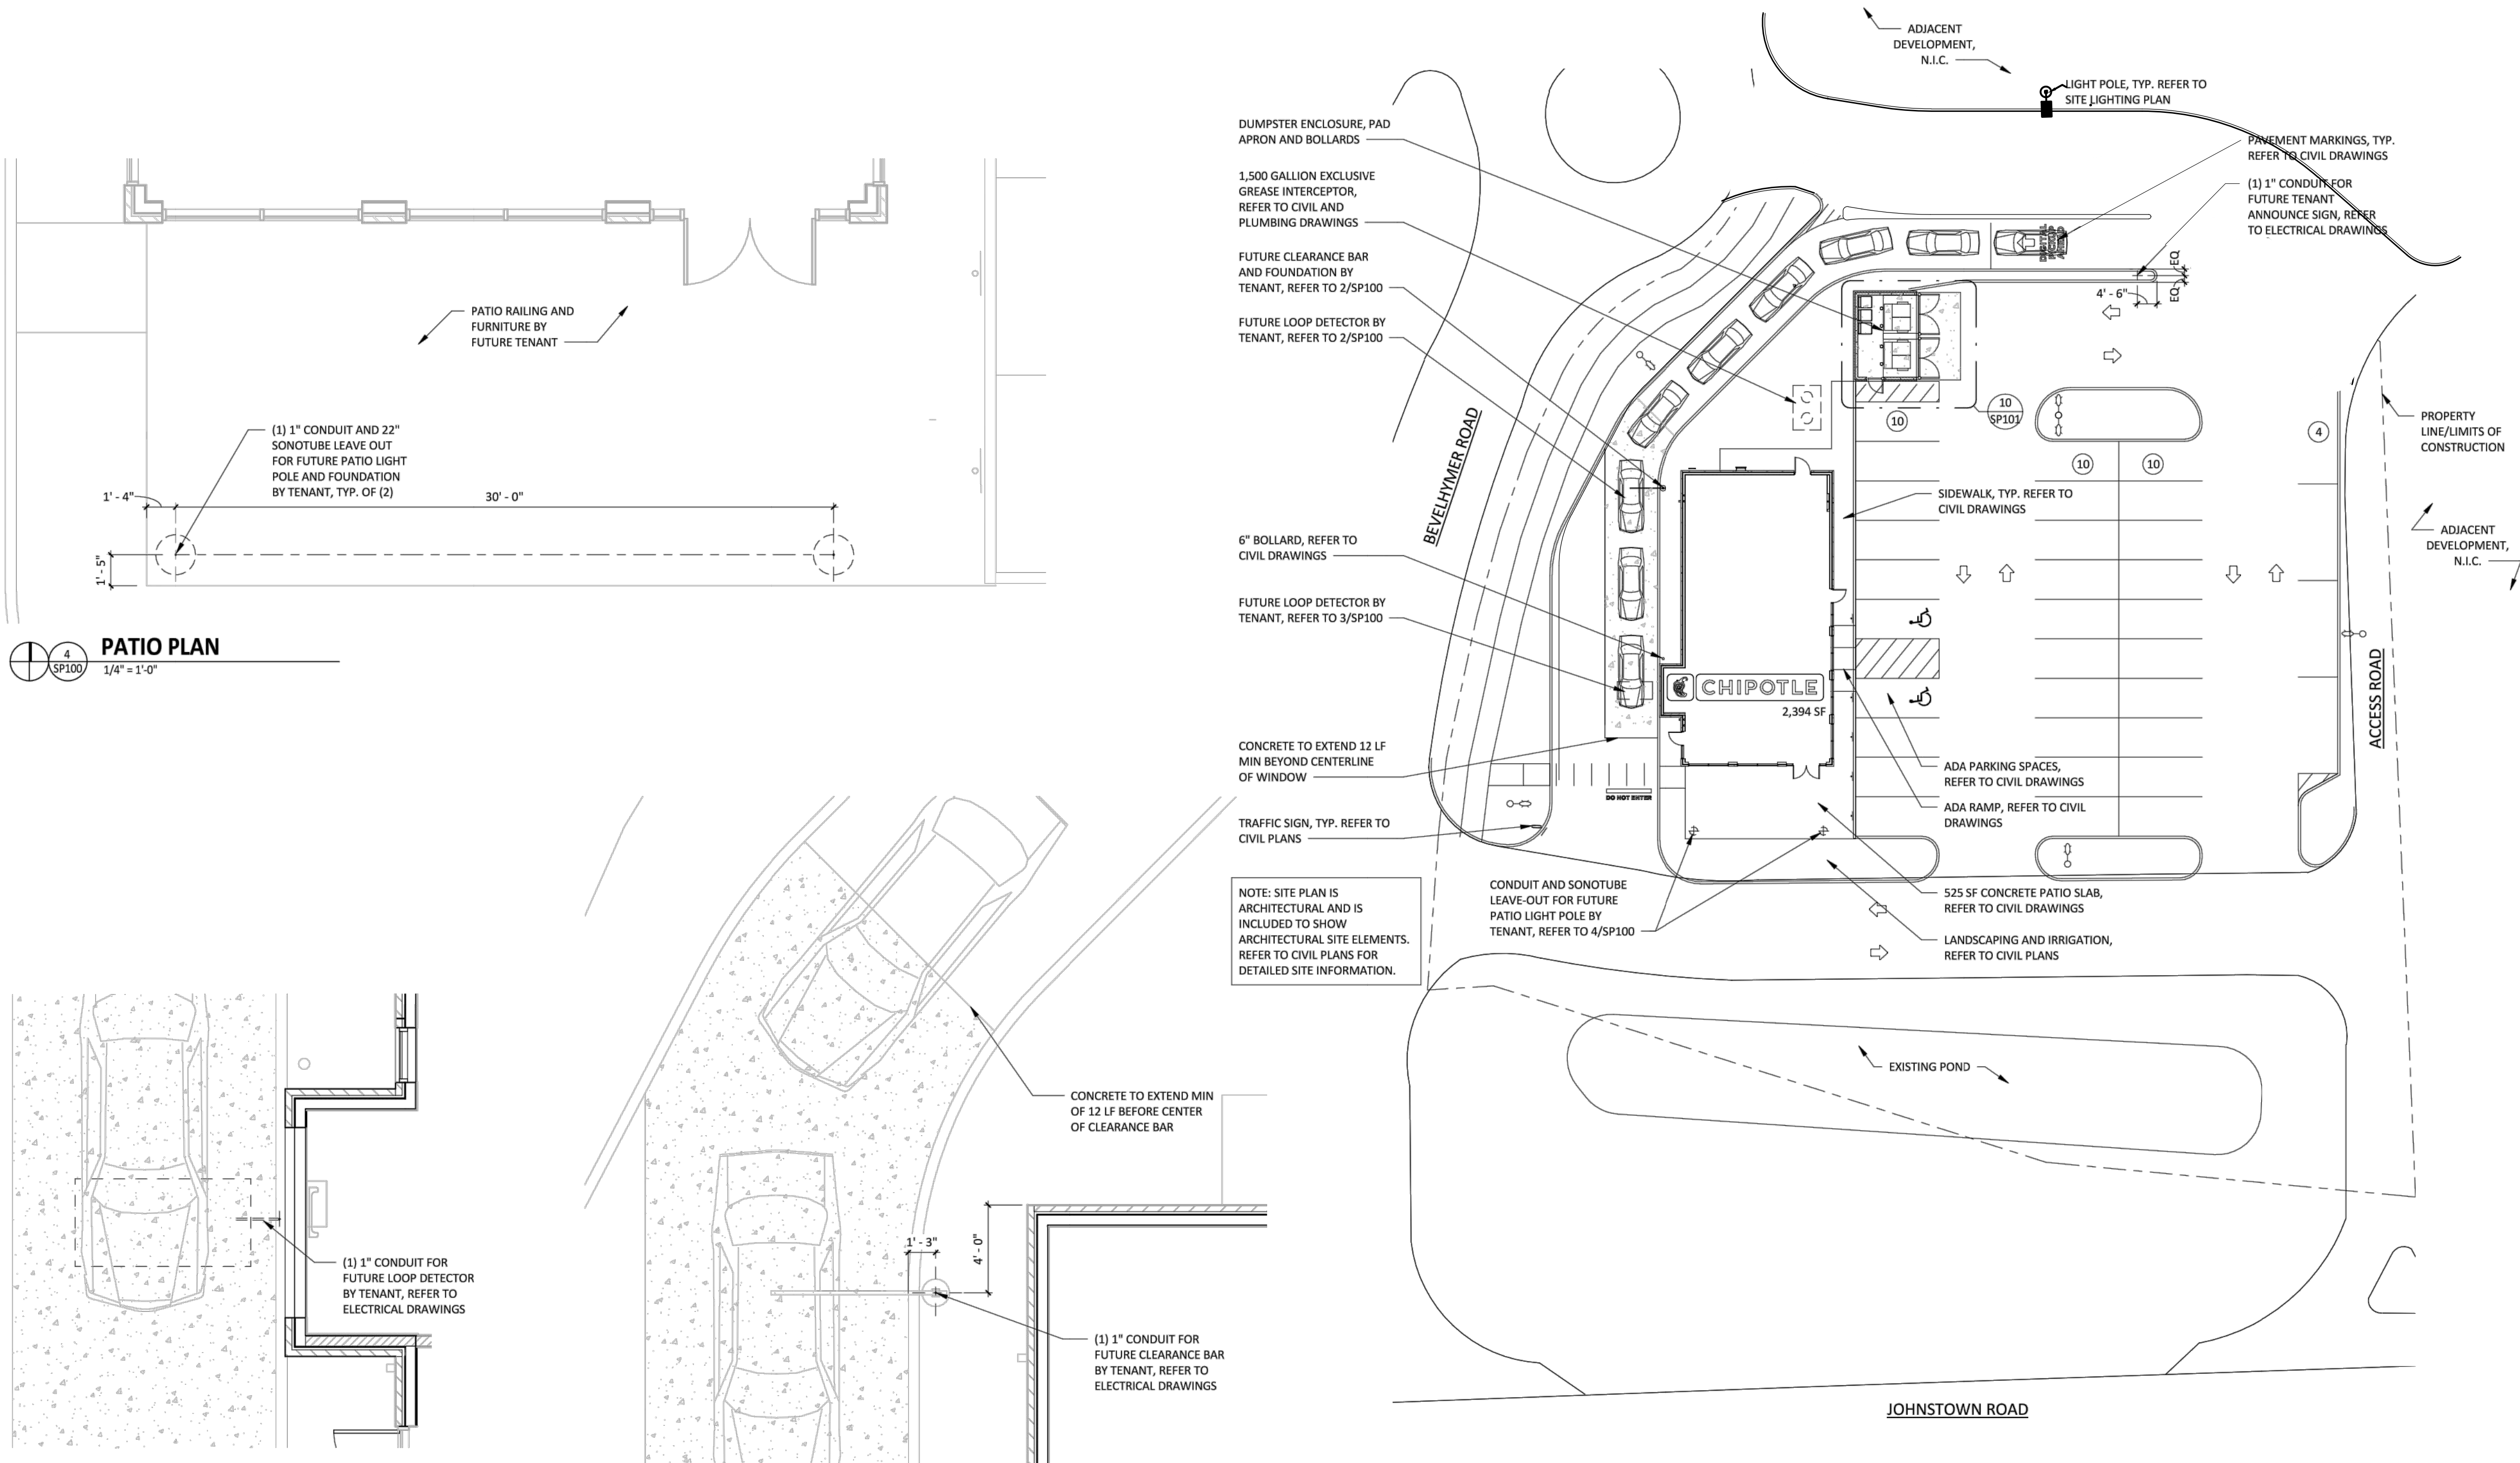 PATIO RAILING AND
FURNITURE BY
FUTURE TENANT
(1) 1" CONDUIT AND 22"
SONOTUBE LEAVE OUT
FOR FUTURE PATIO LIGHT
POLE AND FOUNDATION
BY TENANT, TYP. OF (2)
1' - 4"
30' - 0"
1' - 5"
4
SP100
PATIO PLAN
1/4" = 1'-0"
(1) 1" CONDUIT FOR
FUTURE LOOP DETECTOR
BY TENANT, REFER TO
ELECTRICAL DRAWINGS
CONCRETE TO EXTEND MIN
OF 12 LF BEFORE CENTER
OF CLEARANCE BAR
1' - 3"
4' - 0"
(1) 1" CONDUIT FOR
FUTURE CLEARANCE BAR
BY TENANT, REFER TO
ELECTRICAL DRAWINGS
ADJACENT
DEVELOPMENT,
N.I.C.
LIGHT POLE, TYP. REFER TO
SITE LIGHTING PLAN
DUMPSTER ENCLOSURE, PAD
APRON AND BOLLARDS
PAVEMENT MARKINGS, TYP.
REFER TO CIVIL DRAWINGS
1,500 GALLION EXCLUSIVE
GREASE INTERCEPTOR,
REFER TO CIVIL AND
PLUMBING DRAWINGS
(1) 1" CONDUIT FOR
FUTURE TENANT
ANNOUNCE SIGN, REFER
TO ELECTRICAL DRAWINGS
FUTURE CLEARANCE BAR
AND FOUNDATION BY
TENANT, REFER TO 2/SP100
DIGITAL
PICKUP
AHEAD
EQ
EQ
4' - 6"
FUTURE LOOP DETECTOR BY
TENANT, REFER TO 2/SP100
BEVELHYMER ROAD
10
10
SP101
4
PROPERTY
LINE/LIMITS OF
CONSTRUCTION
10
10
SIDEWALK, TYP. REFER TO
CIVIL DRAWINGS
ADJACENT
DEVELOPMENT,
N.I.C.
6" BOLLARD, REFER TO
CIVIL DRAWINGS
FUTURE LOOP DETECTOR BY
TENANT, REFER TO 3/SP100
CHIPOTLE
2,394 SF
ACCESS ROAD
CONCRETE TO EXTEND 12 LF
MIN BEYOND CENTERLINE
OF WINDOW
ADA PARKING SPACES,
REFER TO CIVIL DRAWINGS
DO NOT ENTER
ADA RAMP, REFER TO CIVIL
DRAWINGS
TRAFFIC SIGN, TYP. REFER TO
CIVIL PLANS
NOTE: SITE PLAN IS
ARCHITECTURAL AND IS
INCLUDED TO SHOW
ARCHITECTURAL SITE ELEMENTS.
REFER TO CIVIL PLANS FOR
DETAILED SITE INFORMATION.
CONDUIT AND SONOTUBE
LEAVE-OUT FOR FUTURE
PATIO LIGHT POLE BY
TENANT, REFER TO 4/SP100
525 SF CONCRETE PATIO SLAB,
REFER TO CIVIL DRAWINGS
LANDSCAPING AND IRRIGATION,
REFER TO CIVIL PLANS
EXISTING POND
JOHNSTOWN ROAD